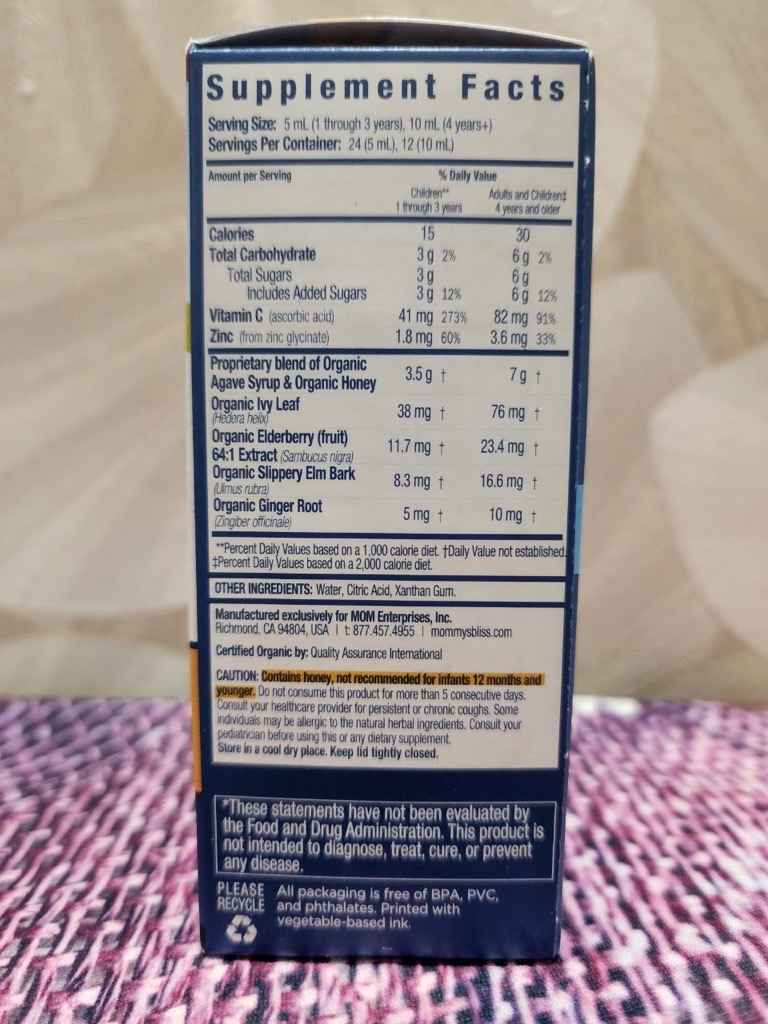 Supplement Facts
Serving Size: 5 mL (1 through 3 years), 10 mL (4 years+)
Servings Per Container: 24 (5 mL), 12 (10 mL)
Amount per Serving % Daily Value
Children** Adults and Children‡
1 through 3 years 4 years and older
Calories 15 30
Total Carbohydrate 3 g 2% 6 g 2%
Total Sugars 3 g 6 g
Includes Added Sugars 3 g 12% 6 g 12%
Vitamin C (ascorbic acid) 41 mg 273% 82 mg 91%
Zinc (from zinc glycinate) 1.8 mg 60% 3.6 mg 33%
Proprietary blend of Organic
Agave Syrup & Organic Honey 3.5 g † 7 g †
Organic Ivy Leaf
(Hedera helix) 38 mg † 76 mg †
Organic Elderberry (fruit)
64:1 Extract (Sambucus nigra) 11.7 mg † 23.4 mg †
Organic Slippery Elm Bark
(Ulmus rubra) 8.3 mg † 16.6 mg †
Organic Ginger Root
(Zingiber officinale) 5 mg † 10 mg †
**Percent Daily Values based on a 1,000 calorie diet. †Daily Value not established.
‡Percent Daily Values based on a 2,000 calorie diet.
OTHER INGREDIENTS: Water, Citric Acid, Xanthan Gum.
Manufactured exclusively for MOM Enterprises, Inc.
Richmond, CA 94804, USA | t: 877.457.4955 | mommysbliss.com
Certified Organic by: Quality Assurance International
CAUTION: Contains honey, not recommended for infants 12 months and
younger. Do not consume this product for more than 5 consecutive days.
Consult your healthcare provider for persistent or chronic coughs. Some
individuals may be allergic to the natural herbal ingredients. Consult your
pediatrician before using this or any dietary supplement.
Store in a cool dry place. Keep lid tightly closed.
*These statements have not been evaluated by
the Food and Drug Administration. This product is
not intended to diagnose, treat, cure, or prevent
any disease.
PLEASE RECYCLE
All packaging is free of BPA, PVC,
and phthalates. Printed with
vegetable-based ink.